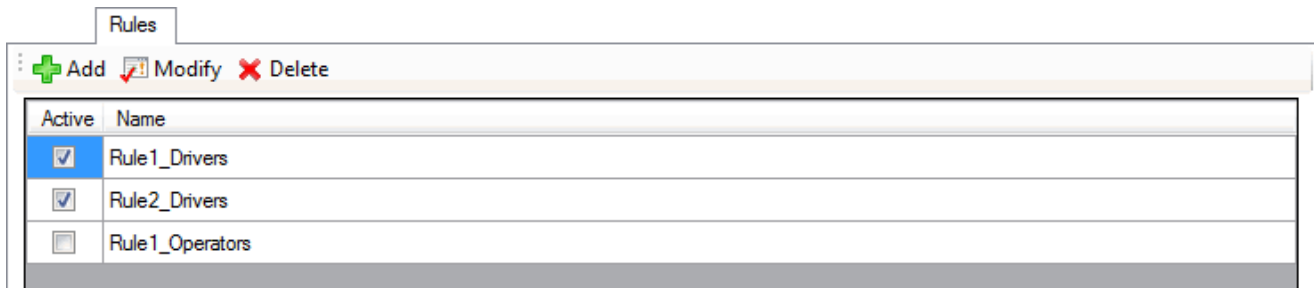 Rules
Add Modify Delete
Active Name
Rule1_Drivers
Rule2_Drivers
Rule1_Operators